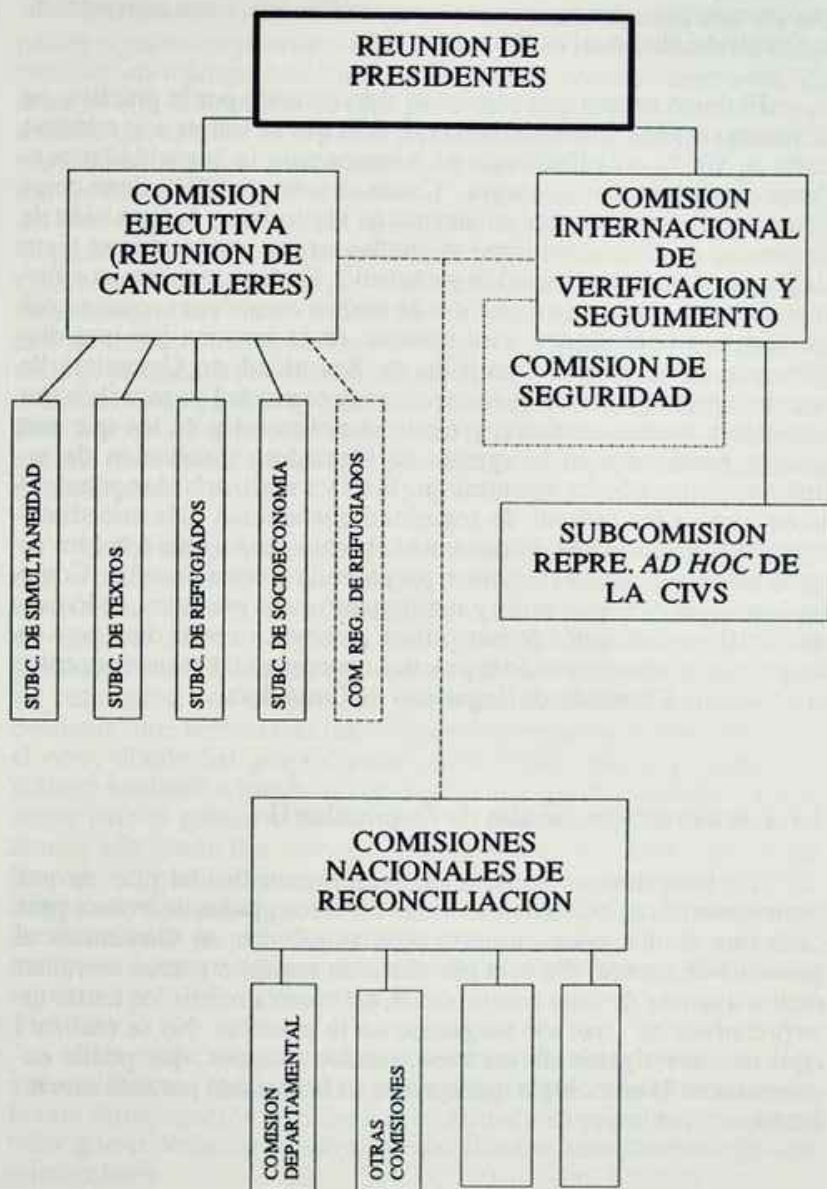 REUNION DE
PRESIDENTES
COMISION
EJECUTIVA
(REUNION DE
CANCILLERES)
COMISION
INTERNACIONAL
DE
VERIFICACION Y
SEGUIMIENTO
COMISION DE
SEGURIDAD
SUBCOMISION
REPRE. AD HOC DE
LA CIVS
SUBC. DE SIMULTANEIDAD
SUBC. DE TEXTOS
SUBC. DE REFUGIADOS
SUBC. DE SOCIOECONOMIA
COM. REG. DE REFUGIADOS
COMISIONES
NACIONALES DE
RECONCILIACION
COMISION
DEPARTAMENTAL
OTRAS
COMISIONES